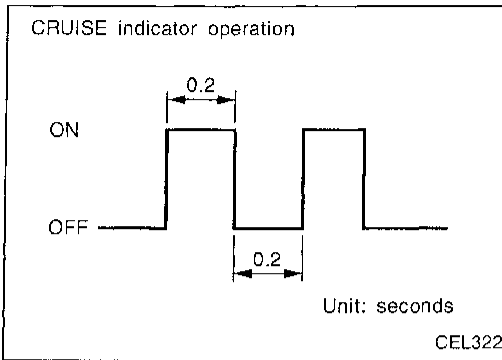 CRUISE indicator operation
0.2
ON
OFF
0.2
Unit: seconds
CEL322